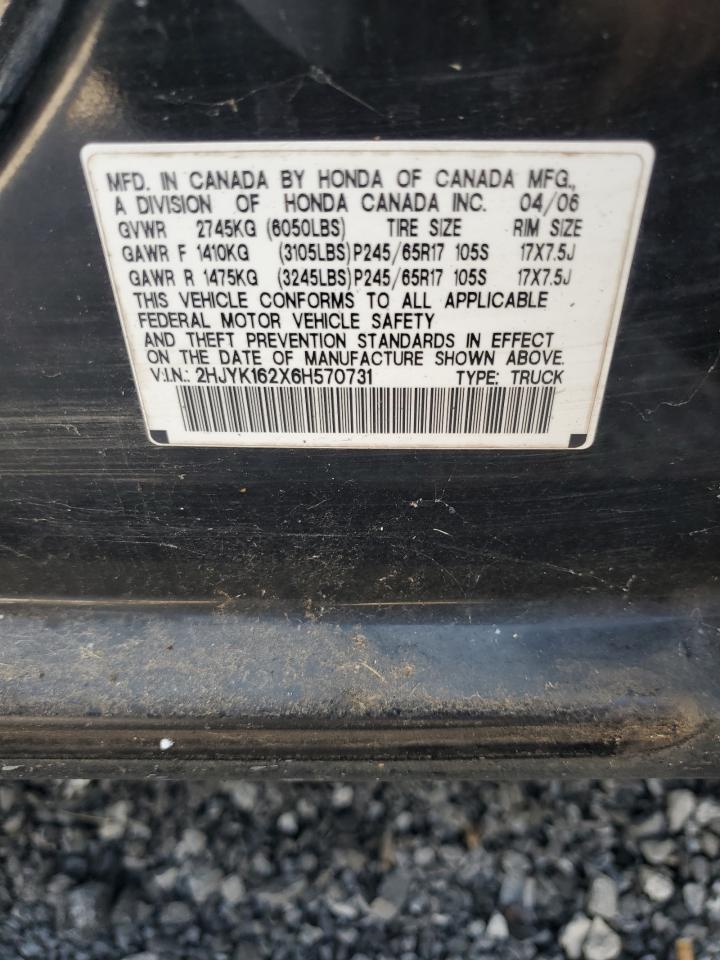 MFD. IN CANADA BY HONDA OF CANADA MFG.,
A DIVISION OF HONDA CANADA INC. 04/06
GVWR 2745KG (6050LBS) TIRE SIZE RIM SIZE
GAWR F 1410KG (3105LBS) P245/65R17 105S 17X7.5J
GAWR R 1475KG (3245LBS) P245/65R17 105S 17X7.5J
THIS VEHICLE CONFORMS TO ALL APPLICABLE
FEDERAL MOTOR VEHICLE SAFETY
AND THEFT PREVENTION STANDARDS IN EFFECT
ON THE DATE OF MANUFACTURE SHOWN ABOVE.
V.I.N.: 2HJYK162X6H570731 TYPE: TRUCK